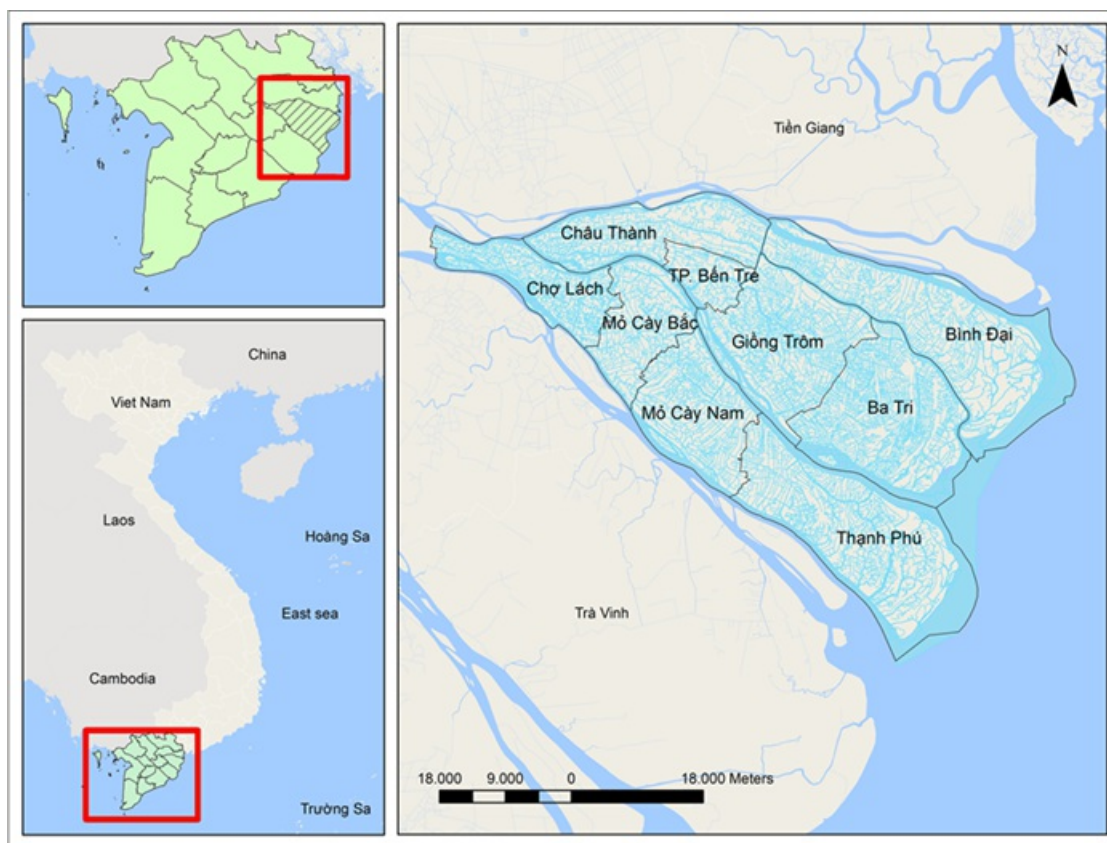 China
Viet Nam
Laos
Hoàng Sa
East sea
Cambodia
Trường Sa
N
Tiền Giang
Châu Thành
TP. Bến Tre
Chợ Lách
Mỏ Cày Bắc
Giồng Trôm
Bình Đại
Ba Tri
Mỏ Cày Nam
Thạnh Phú
Trà Vinh
18.000 9.000 0 18.000 Meters